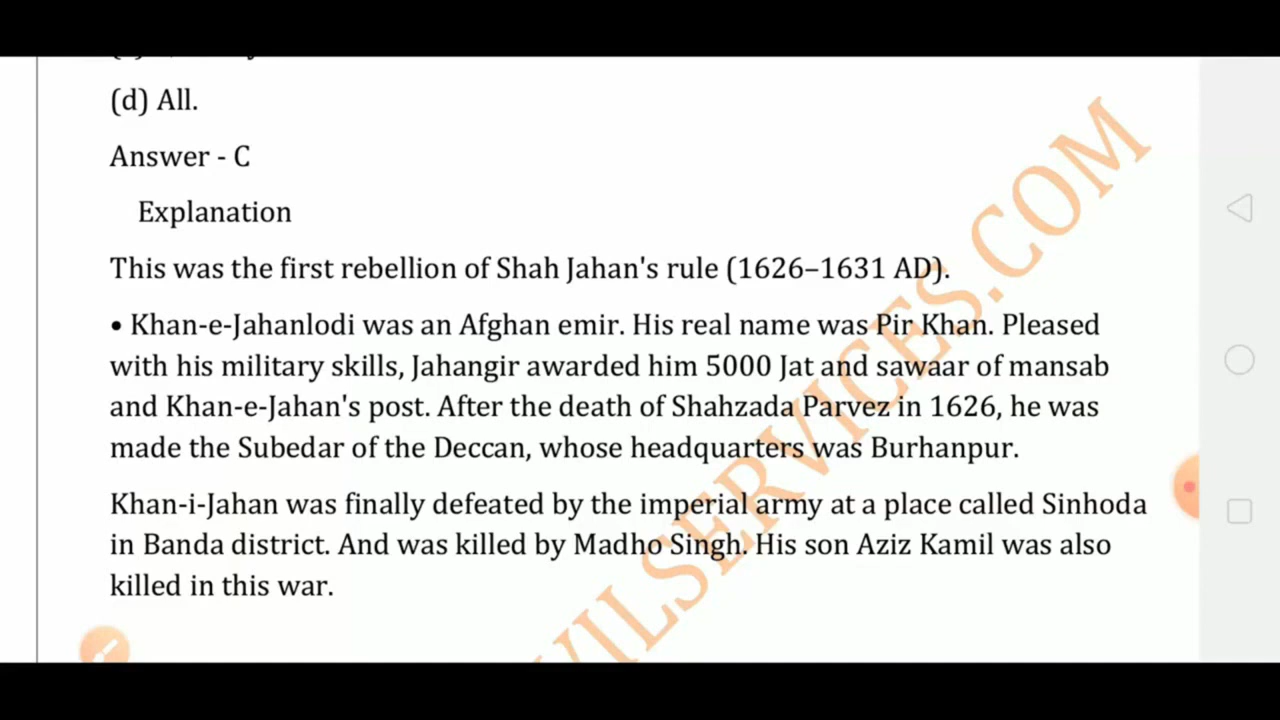 (d) All.
Answer - C
Explanation
This was the first rebellion of Shah Jahan's rule (1626–1631 AD).
• Khan-e-Jahanlodi was an Afghan emir. His real name was Pir Khan. Pleased
with his military skills, Jahangir awarded him 5000 Jat and sawaar of mansab
and Khan-e-Jahan's post. After the death of Shahzada Parvez in 1626, he was
made the Subedar of the Deccan, whose headquarters was Burhanpur.
Khan-i-Jahan was finally defeated by the imperial army at a place called Sinhoda
in Banda district. And was killed by Madho Singh. His son Aziz Kamil was also
killed in this war.
VILSERVICES.COM